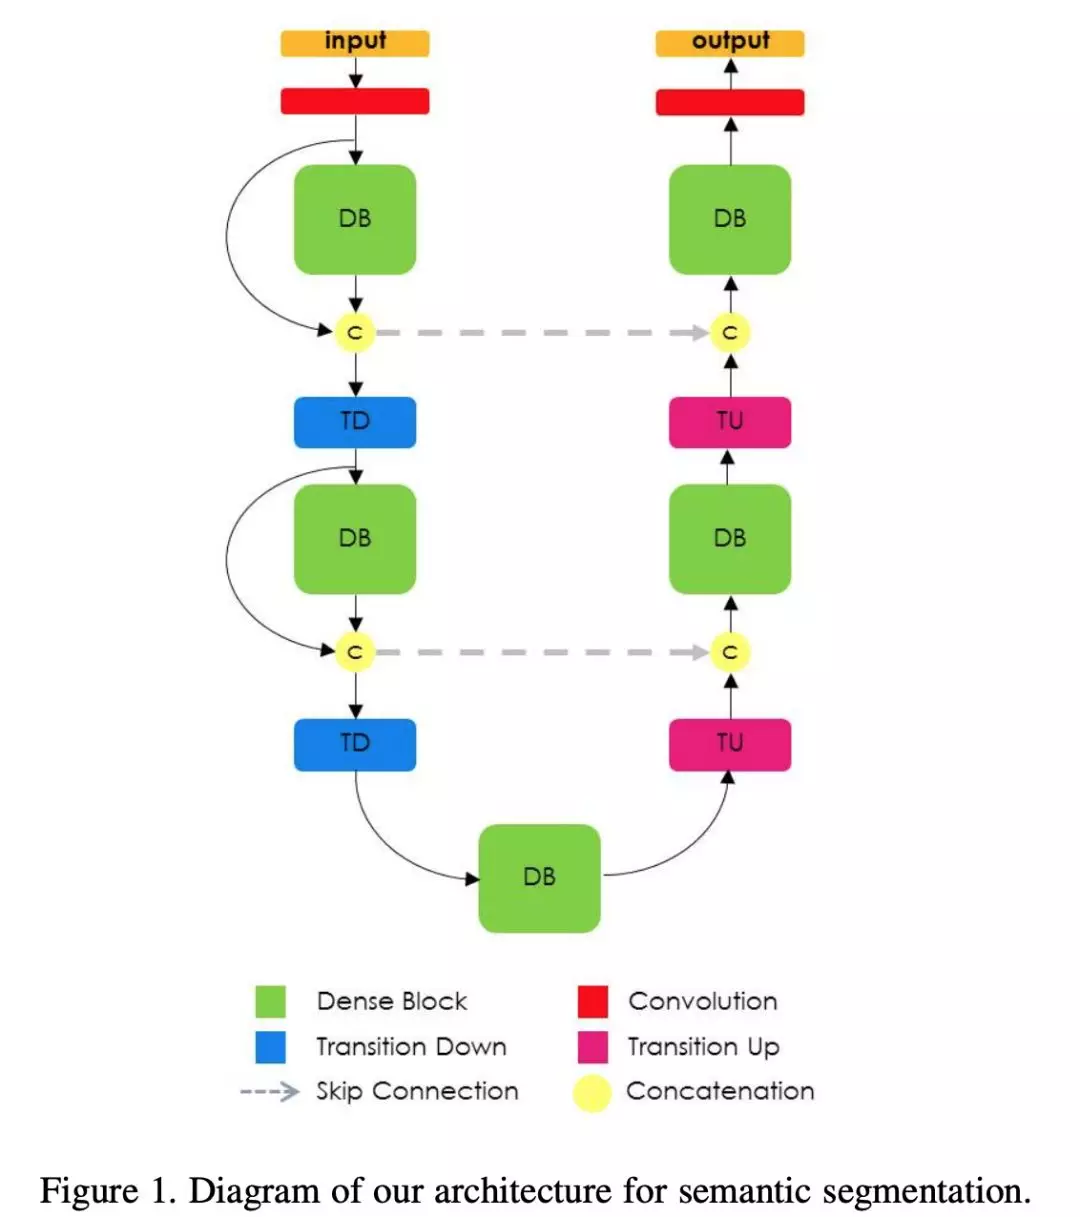 input
output
DB
DB
C
C
TD
TU
DB
DB
C
C
TD
TU
DB
Dense Block
Convolution
Transition Down
Transition Up
Skip Connection
Concatenation
Figure 1. Diagram of our architecture for semantic segmentation.